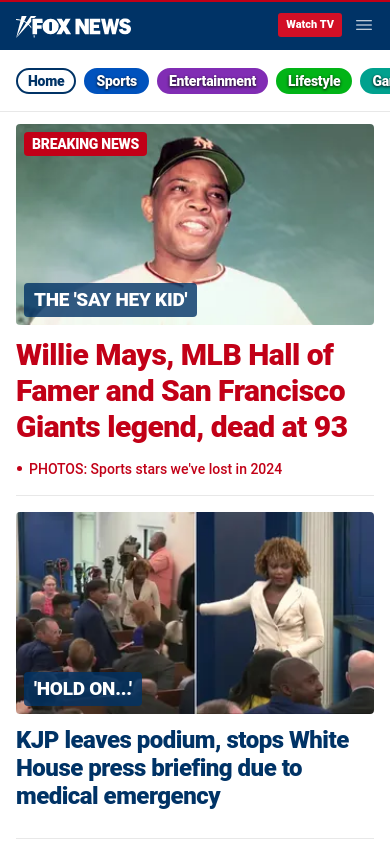 FOX NEWS
Watch TV
Home
Sports
Entertainment
Lifestyle
Ga
BREAKING NEWS
THE 'SAY HEY KID'
Willie Mays, MLB Hall of
Famer and San Francisco
Giants legend, dead at 93
• PHOTOS: Sports stars we've lost in 2024
'HOLD ON...'
KJP leaves podium, stops White
House press briefing due to
medical emergency